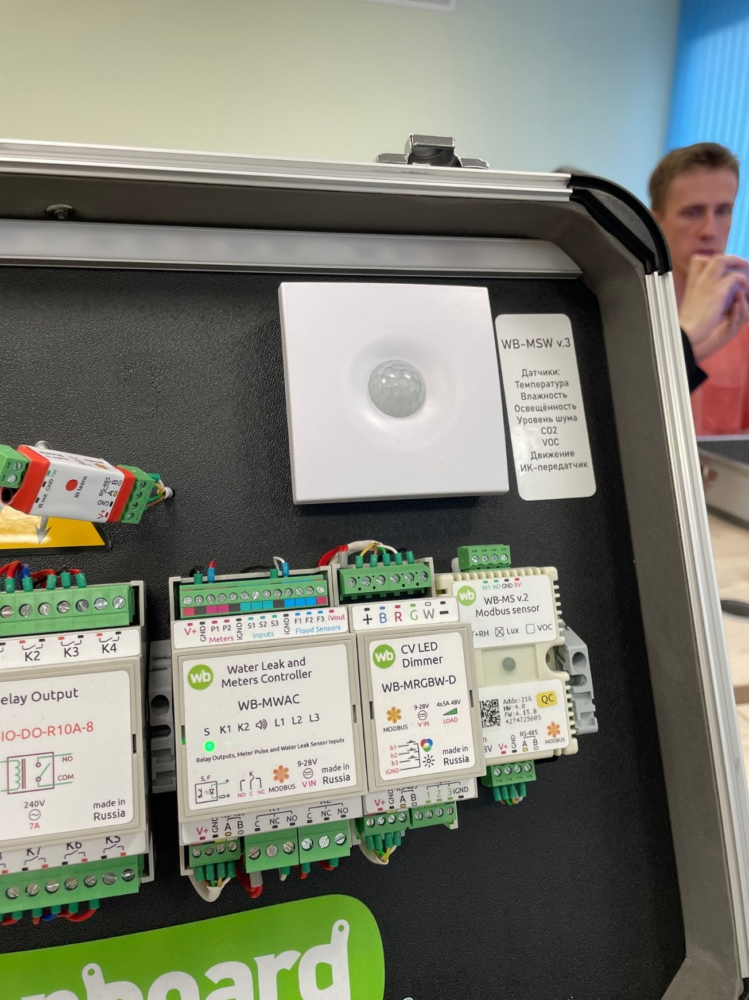 WB-MSW v.3
Датчики:
Температура
Влажность
Освещённость
Уровень шума
CO2
VOC
Движение
ИК-передатчик
IR out
GND
1W
IR learn
RS-485
A
B
GND
V+
K2
K3
K4
elay Output
IO-DO-R10A-8
NO
COM
240V
7A
made in
Russia
K7
K6
K5
V+ GND P1 P2 iGND S1 S2 S3 iGND F1 F2 F3 iVout
Meters Inputs Flood Sensors
wb
Water Leak and
Meters Controller
WB-MWAC
S K1 K2 L1 L2 L3
Relay Outputs, Meter Pulse and Water Leak Sensor Inputs
S, F
K
NO C NC
MODBUS
9-28V
V IN
made in
Russia
V+ GND A B C NC NO C NC NO
+ B R G W −
wb
CV LED
Dimmer
WB-MRGBW-D
MODBUS
9-28V
V IN
4x5A 48V
LOAD
b1
b2
b3
iGND
made in
Russia
V+ GND A B 1 2 3 iGND
W1 W2 GND 5V
wb
WB-MS v.2
Modbus sensor
T+RH Lux VOC
Addr:216
HW:4.0
FW:4.13.0
4274725605
QC
RS-485
V+ GND A B
MODBUS
nboard